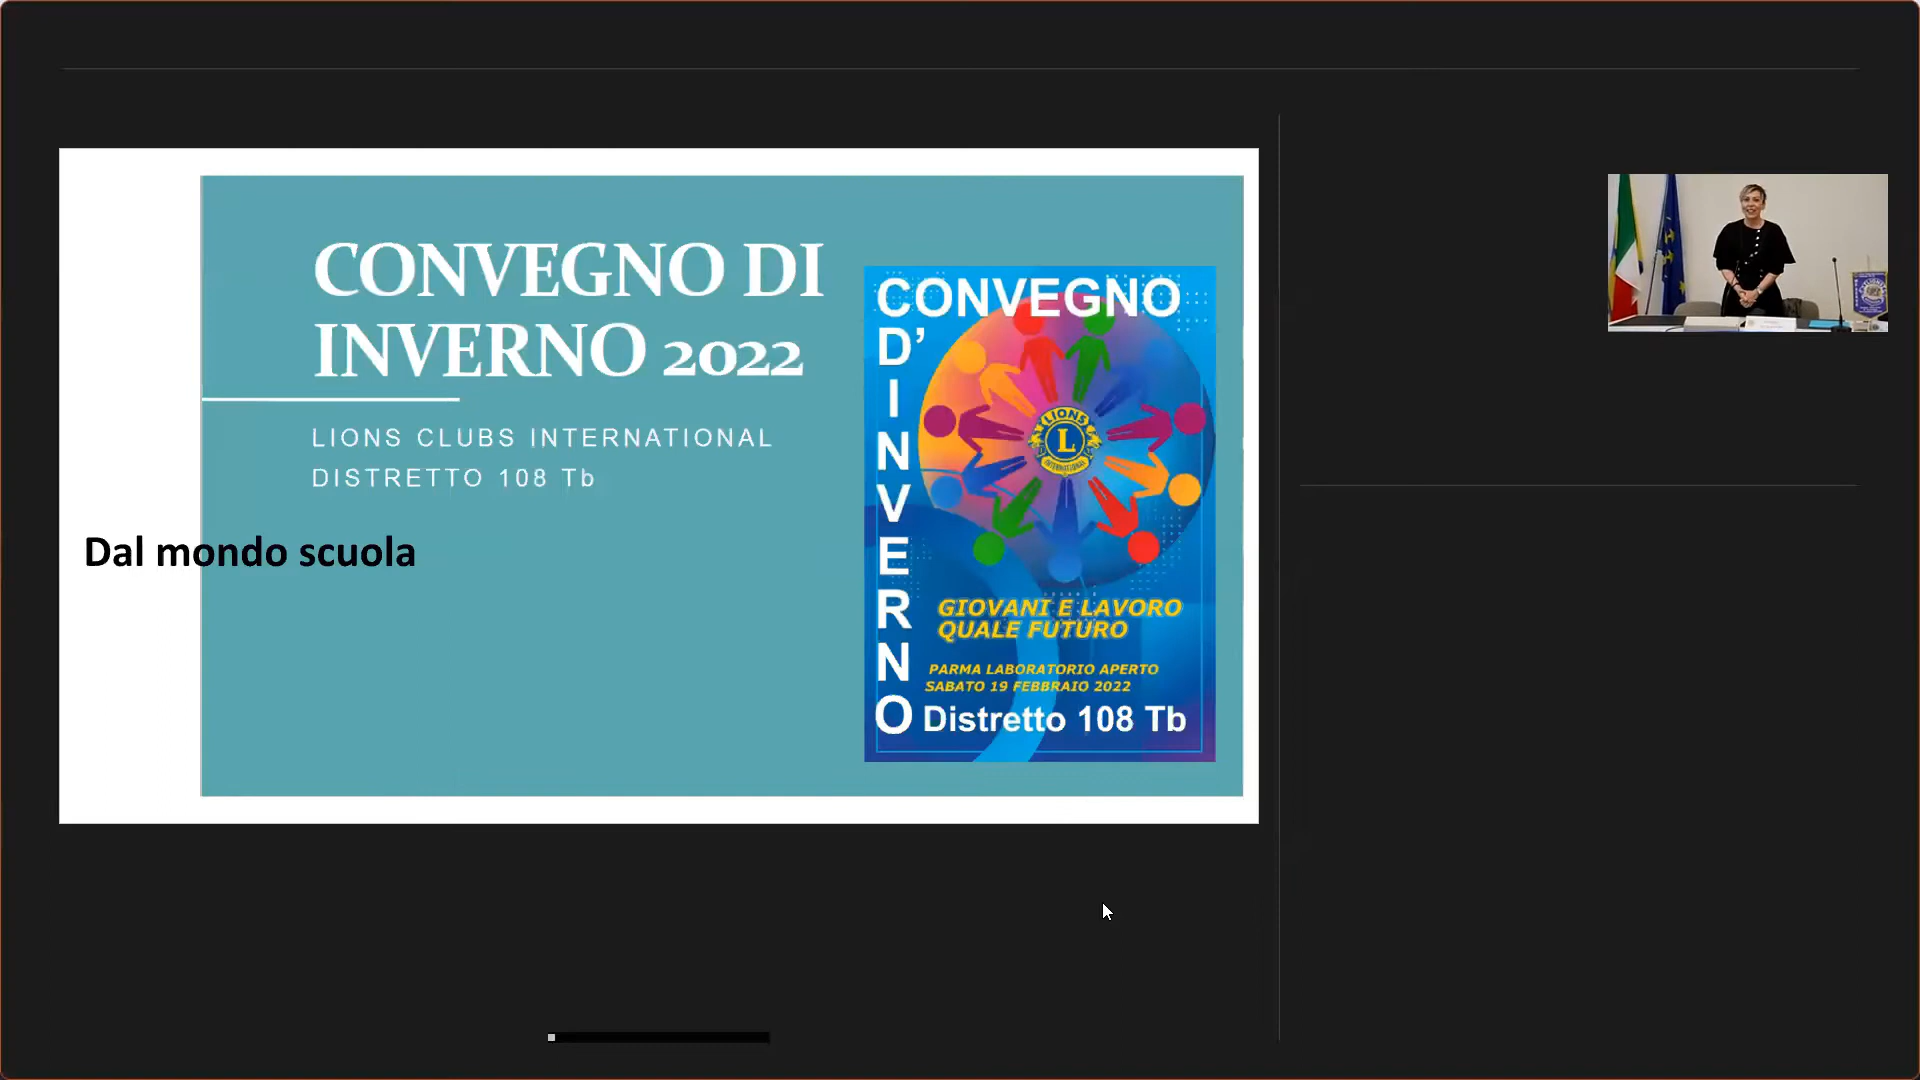 CONVEGNO DI
INVERNO 2022
LIONS CLUBS INTERNATIONAL
DISTRETTO 108 Tb
Dal mondo scuola
CONVEGNO
D'
I
N
V
E
R
N
O
LIONS
L
INTERNATIONAL
GIOVANI E LAVORO
QUALE FUTURO
PARMA LABORATORIO APERTO
SABATO 19 FEBBRAIO 2022
Distretto 108 Tb